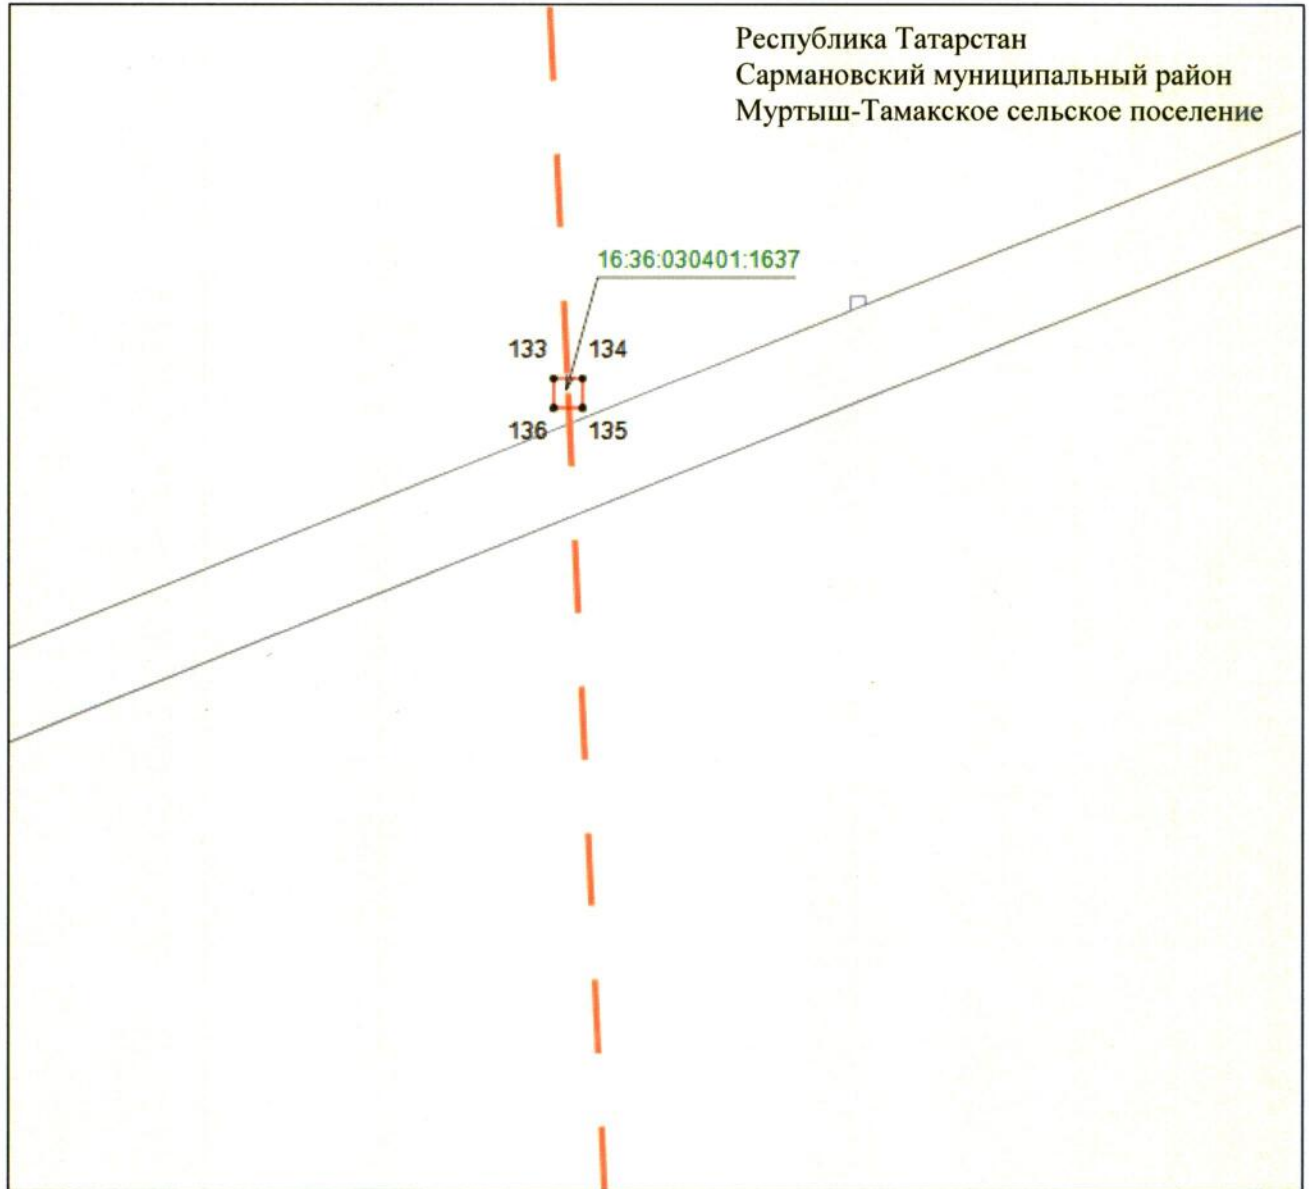 Республика Татарстан
Сармановский муниципальный район
Муртыш-Тамакское сельское поселение
16:36:030401:1637
133 134
136 135